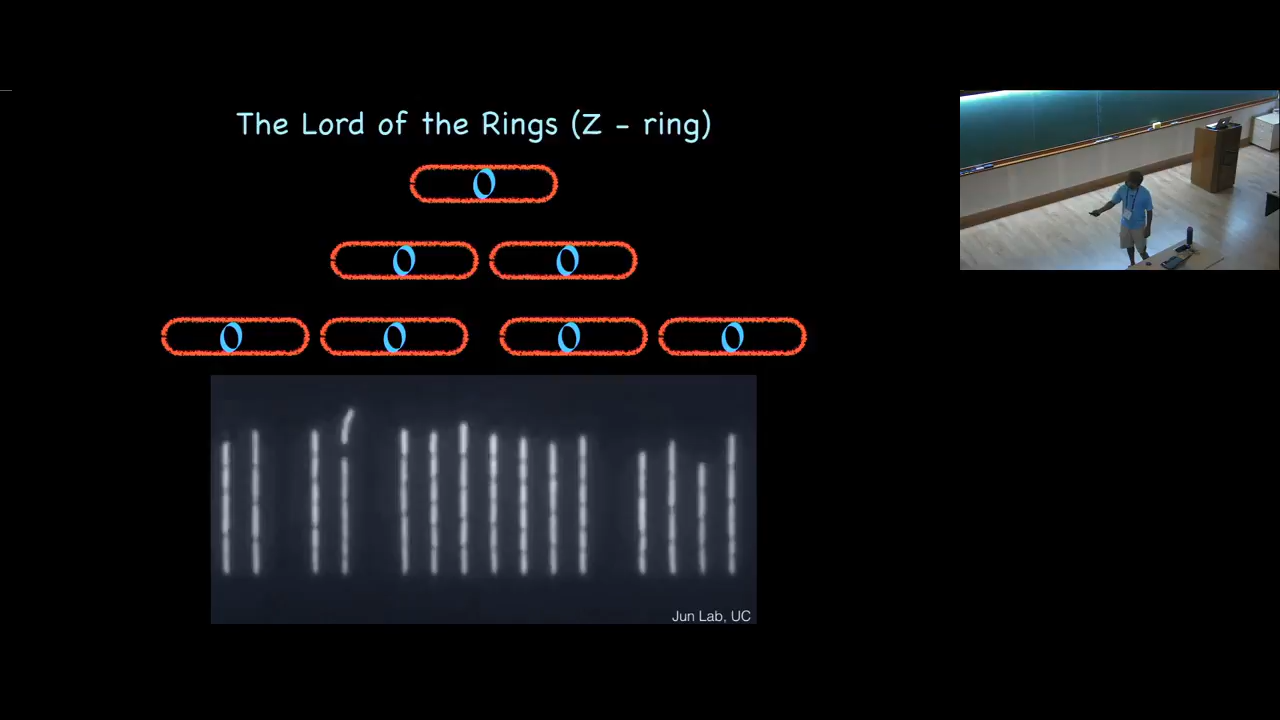 The Lord of the Rings (Z - ring)
Jun Lab, UC